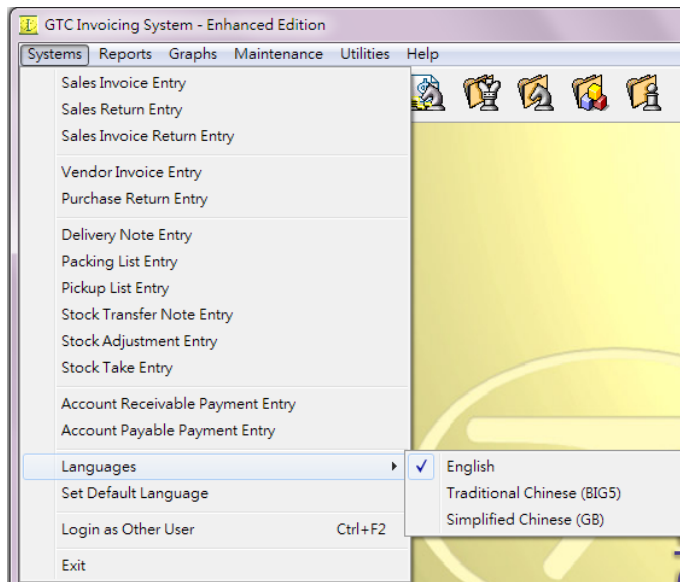 GTC Invoicing System - Enhanced Edition
Systems Reports Graphs Maintenance Utilities Help
Sales Invoice Entry
Sales Return Entry
Sales Invoice Return Entry
Vendor Invoice Entry
Purchase Return Entry
Delivery Note Entry
Packing List Entry
Pickup List Entry
Stock Transfer Note Entry
Stock Adjustment Entry
Stock Take Entry
Account Receivable Payment Entry
Account Payable Payment Entry
Languages
English
Set Default Language
Traditional Chinese (BIG5)
Simplified Chinese (GB)
Login as Other User Ctrl+F2
Exit